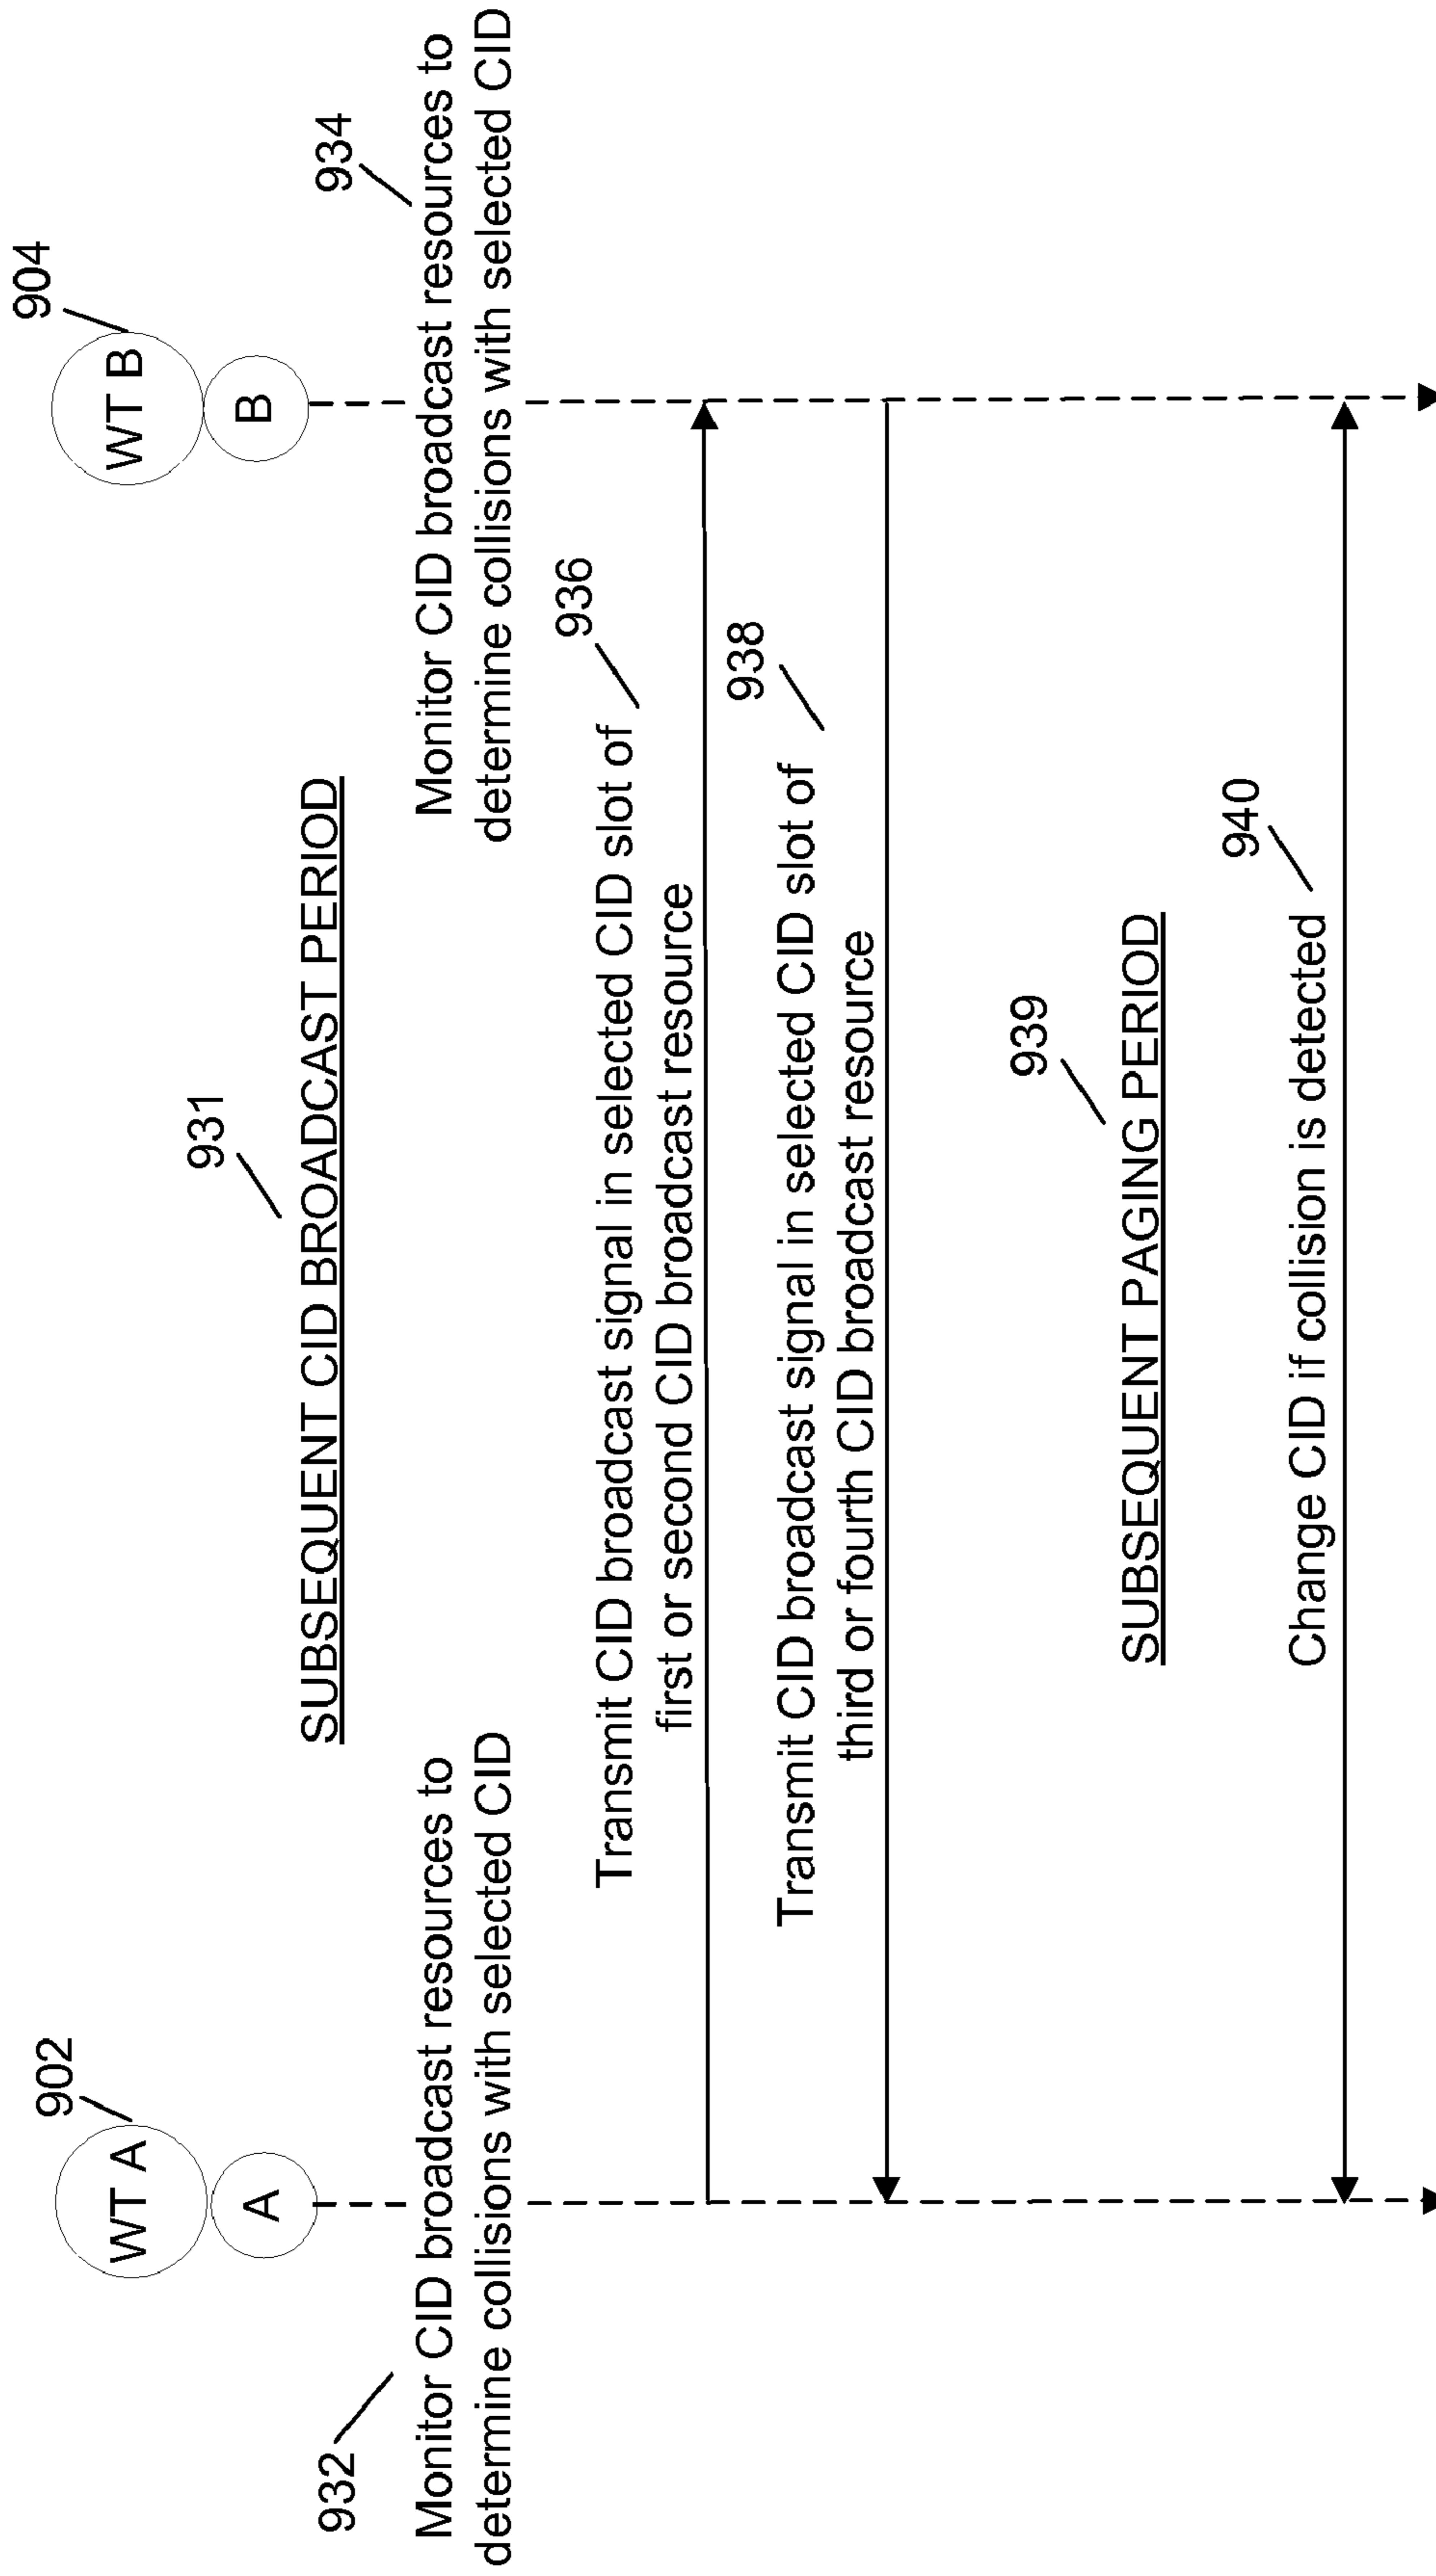 902
904
WT A
WT B
A
B
931
SUBSEQUENT CID BROADCAST PERIOD
932
Monitor CID broadcast resources to
determine collisions with selected CID
934
Monitor CID broadcast resources to
determine collisions with selected CID
936
Transmit CID broadcast signal in selected CID slot of
first or second CID broadcast resource
938
Transmit CID broadcast signal in selected CID slot of
third or fourth CID broadcast resource
939
SUBSEQUENT PAGING PERIOD
940
Change CID if collision is detected